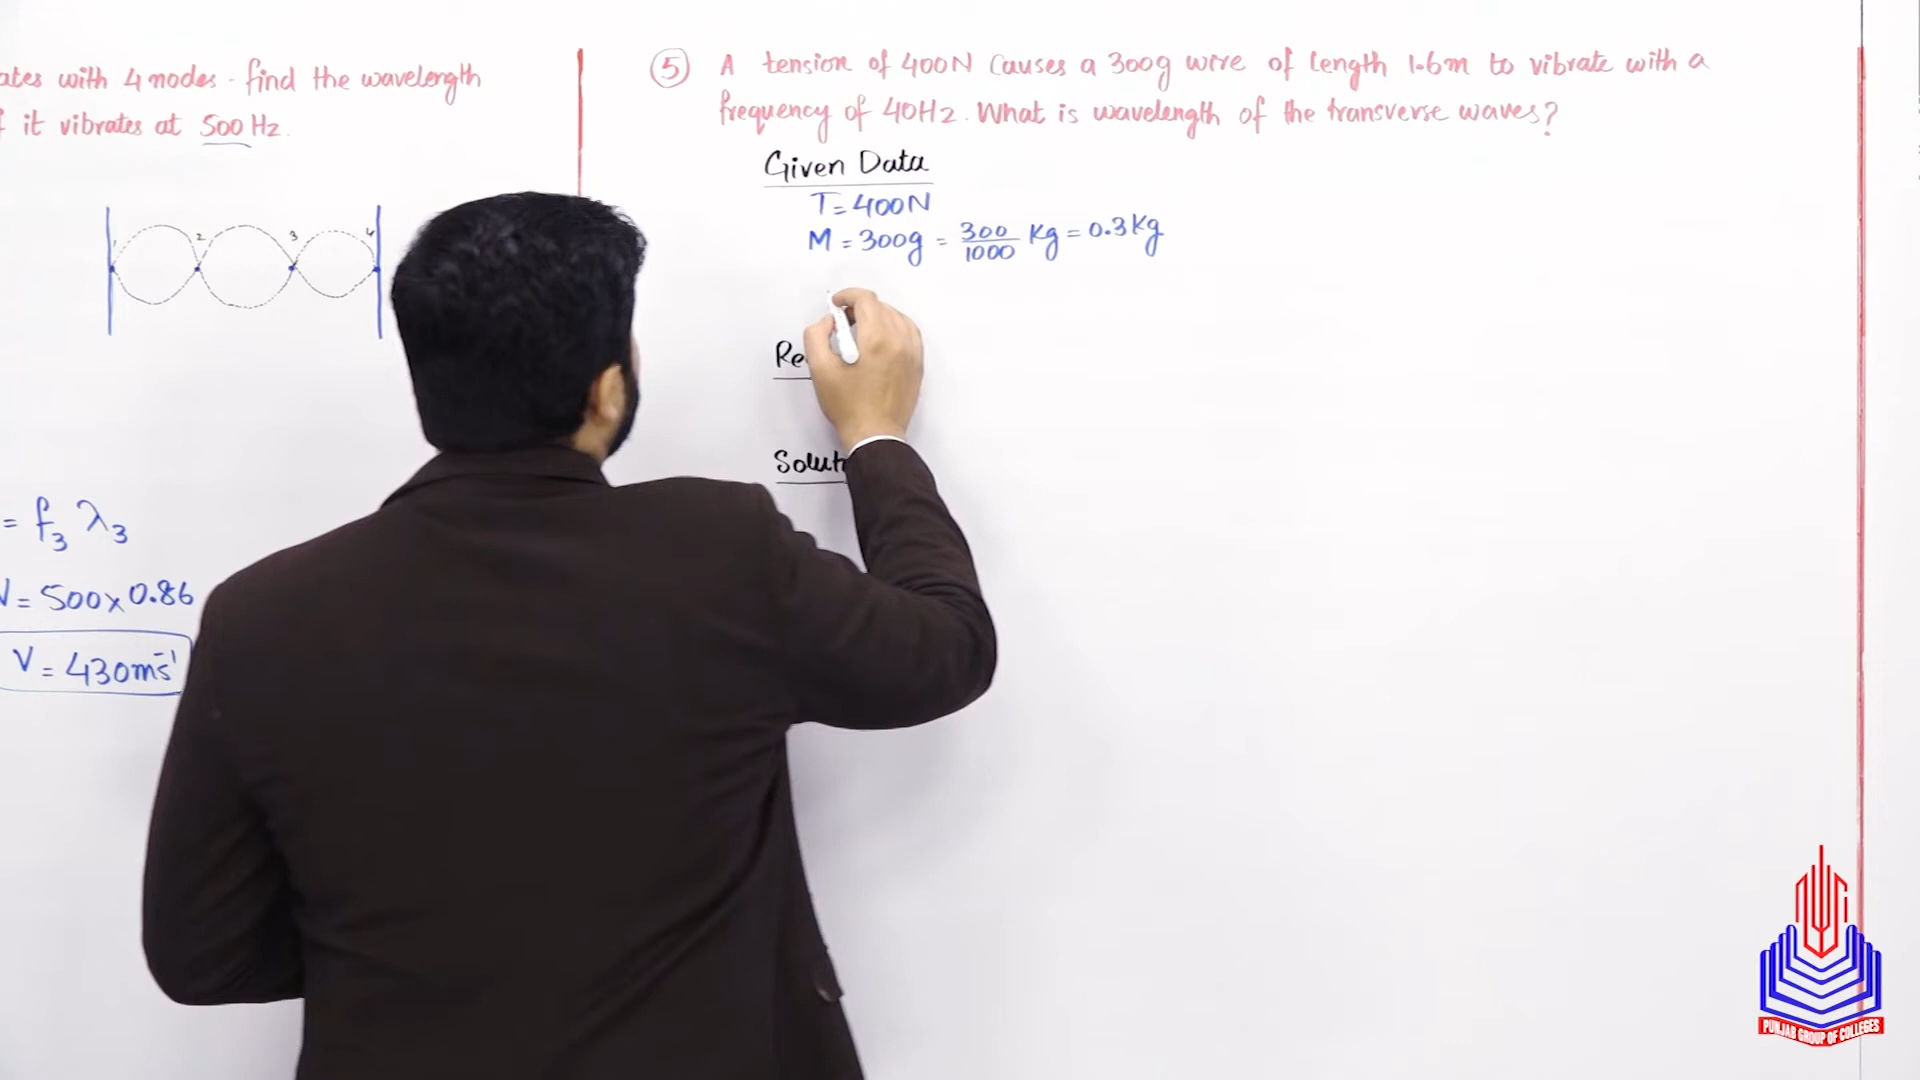 ates with 4 nodes - find the wavelength
f it vibrates at 500 Hz.
1 2 3 4
= f3 λ3
V = 500 x 0.86
V = 430ms⁻¹
5 A tension of 400N causes a 300g wire of length 1.6m to vibrate with a
frequency of 40Hz. What is wavelength of the transverse waves?
Given Data
T = 400N
M = 300g = 300/1000 Kg = 0.3Kg
Re
Solut
PUNJAB GROUP OF COLLEGES